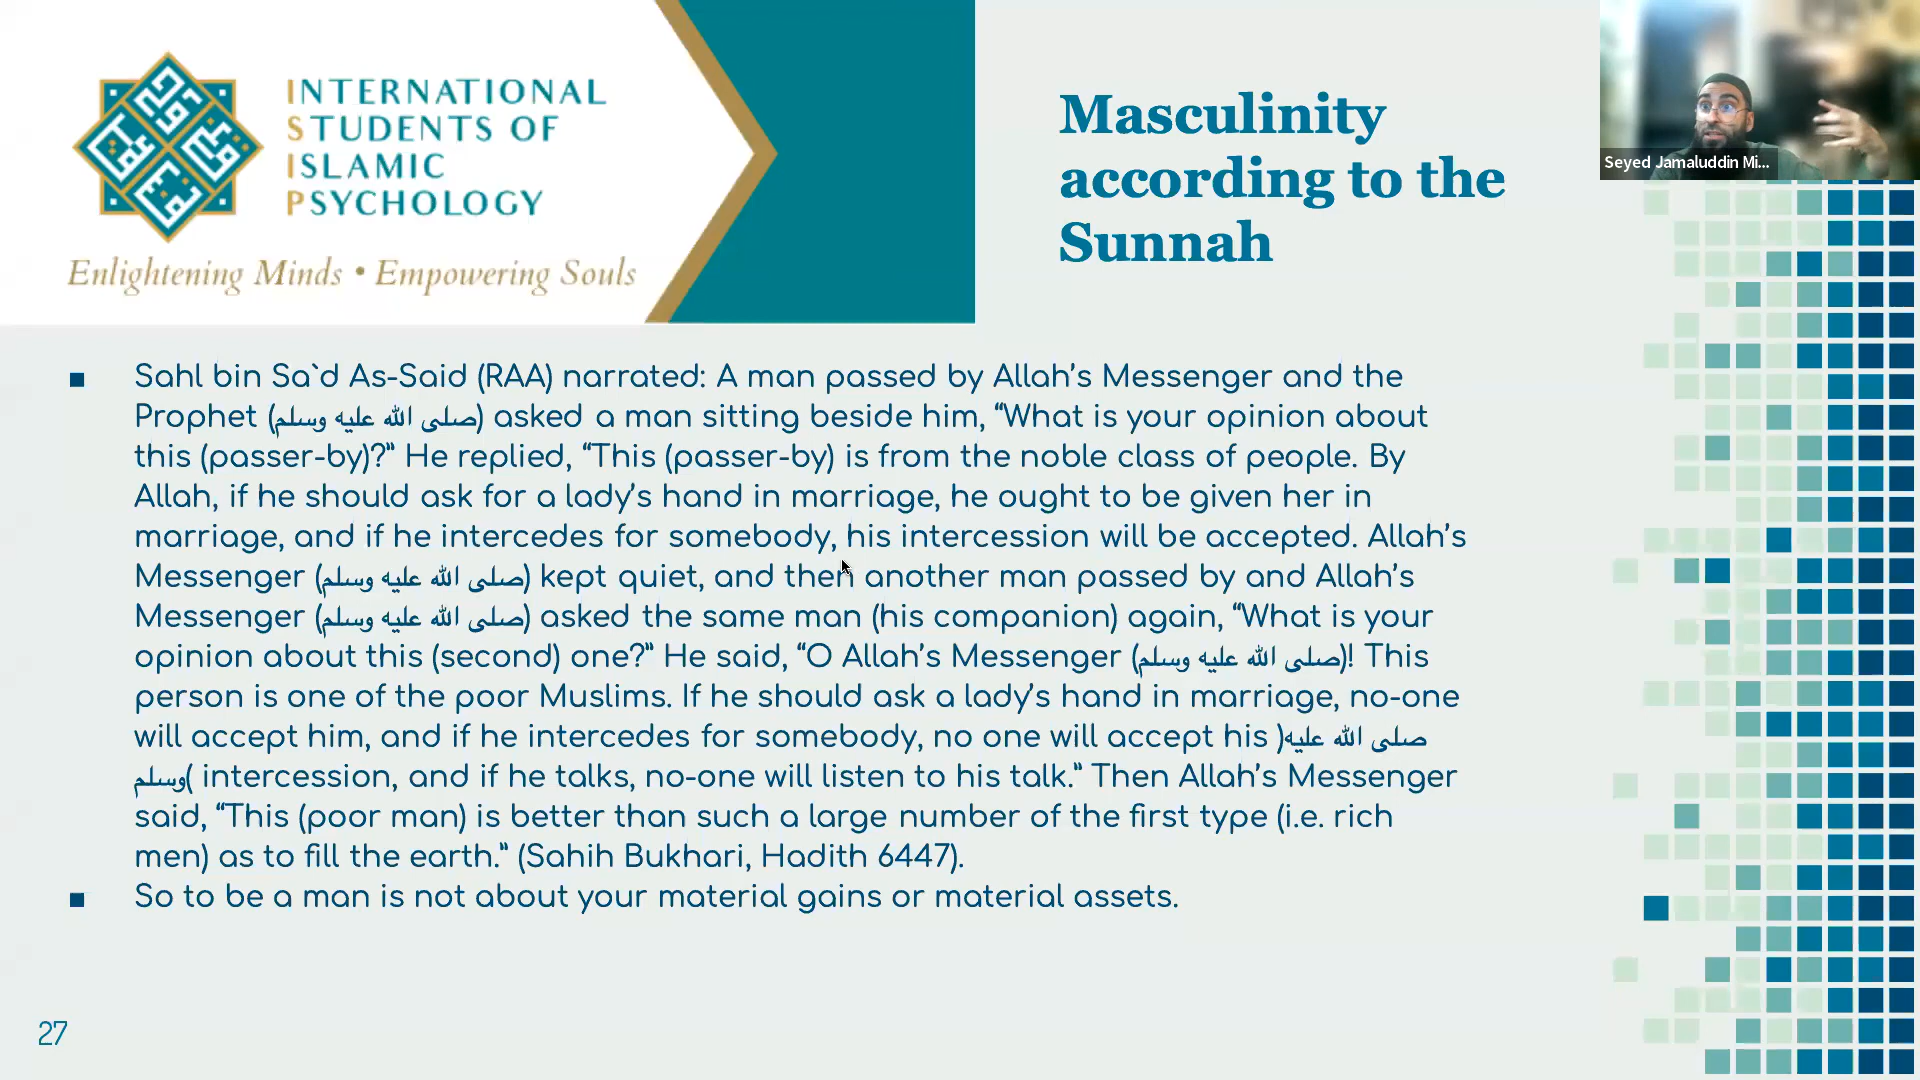 INTERNATIONAL
STUDENTS OF
ISLAMIC
PSYCHOLOGY
Enlightening Minds • Empowering Souls
Masculinity
according to the
Sunnah
Seyed Jamaluddin Mi...
■ Sahl bin Sa`d As-Said (RAA) narrated: A man passed by Allah’s Messenger and the
Prophet (صلى الله عليه وسلم) asked a man sitting beside him, “What is your opinion about
this (passer-by)?” He replied, “This (passer-by) is from the noble class of people. By
Allah, if he should ask for a lady’s hand in marriage, he ought to be given her in
marriage, and if he intercedes for somebody, his intercession will be accepted. Allah’s
Messenger (صلى الله عليه وسلم) kept quiet, and then another man passed by and Allah’s
Messenger (صلى الله عليه وسلم) asked the same man (his companion) again, “What is your
opinion about this (second) one?” He said, “O Allah’s Messenger (صلى الله عليه وسلم)! This
person is one of the poor Muslims. If he should ask a lady’s hand in marriage, no-one
will accept him, and if he intercedes for somebody, no one will accept his )صلى الله عليه
وسلم( intercession, and if he talks, no-one will listen to his talk.” Then Allah’s Messenger
said, “This (poor man) is better than such a large number of the first type (i.e. rich
men) as to fill the earth.” (Sahih Bukhari, Hadith 6447).
■ So to be a man is not about your material gains or material assets.
27